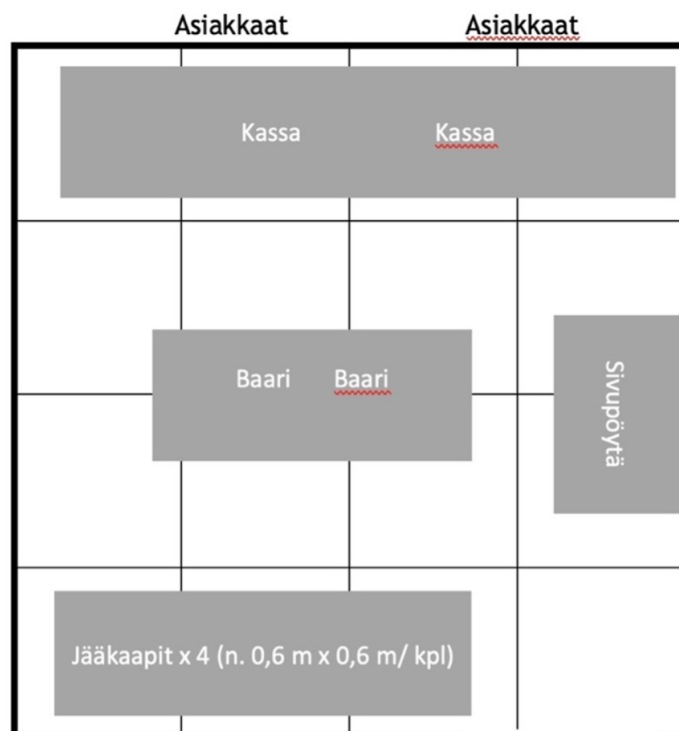 Asiakkaat Asiakkaat
Kassa Kassa
Baari Baari
Sivupöytä
Jääkaapit x 4 (n. 0,6 m x 0,6 m/ kpl)